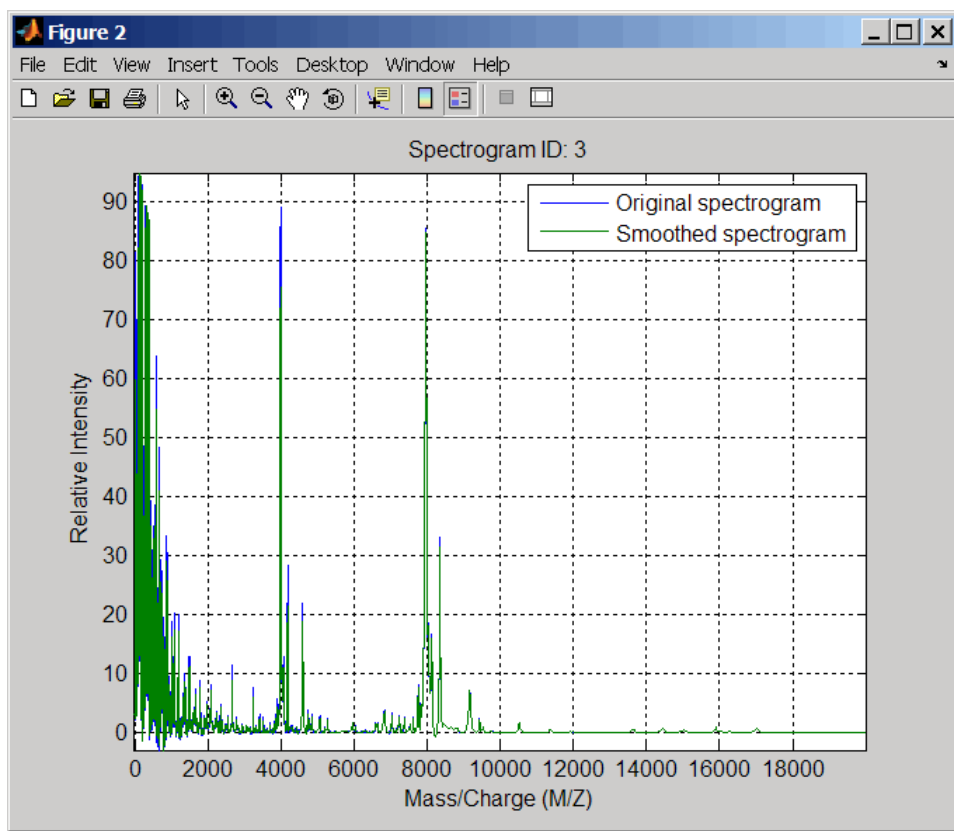 Figure 2
File Edit View Insert Tools Desktop Window Help
Spectrogram ID: 3
Original spectrogram
Smoothed spectrogram
Relative Intensity
90
80
70
60
50
40
30
20
10
0
0 2000 4000 6000 8000 10000 12000 14000 16000 18000
Mass/Charge (M/Z)